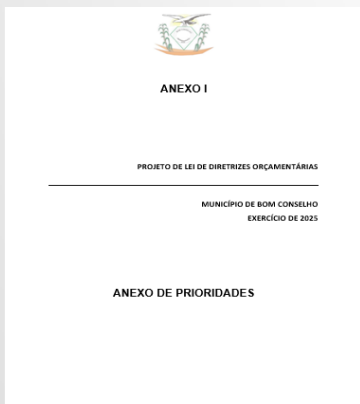 ANEXO I
PROJETO DE LEI DE DIRETRIZES ORÇAMENTÁRIAS
MUNICÍPIO DE BOM CONSELHO
EXERCÍCIO DE 2025
ANEXO DE PRIORIDADES